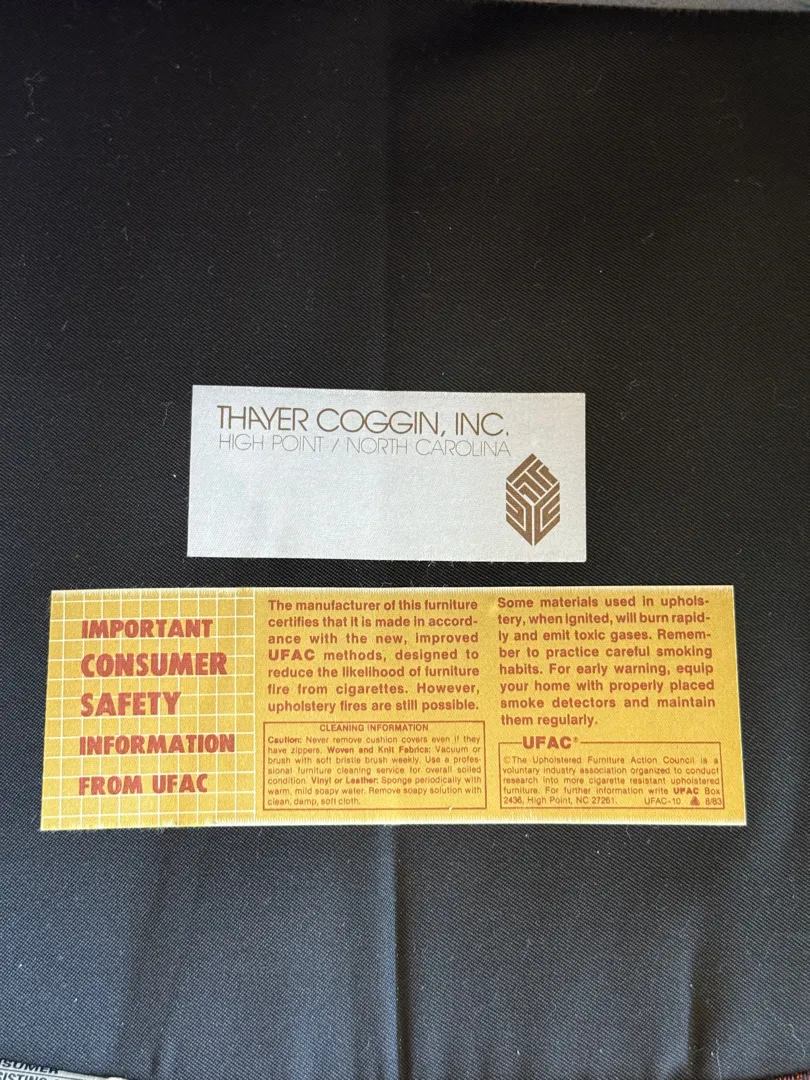 THAYER COGGIN, INC.
HIGH POINT / NORTH CAROLINA
IMPORTANT
CONSUMER
SAFETY
INFORMATION
FROM UFAC
The manufacturer of this furniture
certifies that it is made in accord-
ance with the new, improved
UFAC methods, designed to
reduce the likelihood of furniture
fire from cigarettes. However,
upholstery fires are still possible.
CLEANING INFORMATION
Caution: Never remove cushion covers even if they
have zippers. Woven and Knit Fabrics: Vacuum or
brush with soft bristle brush weekly. Use a profes-
sional furniture cleaning service for overall soiled
condition. Vinyl or Leather: Sponge periodically with
warm, mild soapy water. Remove soapy solution with
clean, damp, soft cloth.
Some materials used in uphols-
tery, when ignited, will burn rapid-
ly and emit toxic gases. Remem-
ber to practice careful smoking
habits. For early warning, equip
your home with properly placed
smoke detectors and maintain
them regularly.
UFAC®
©The Upholstered Furniture Action Council is a
voluntary industry association organized to conduct
research into more cigarette resistant upholstered
furniture. For further information write UFAC Box
2436, High Point, NC 27261. UFAC-10 8/83